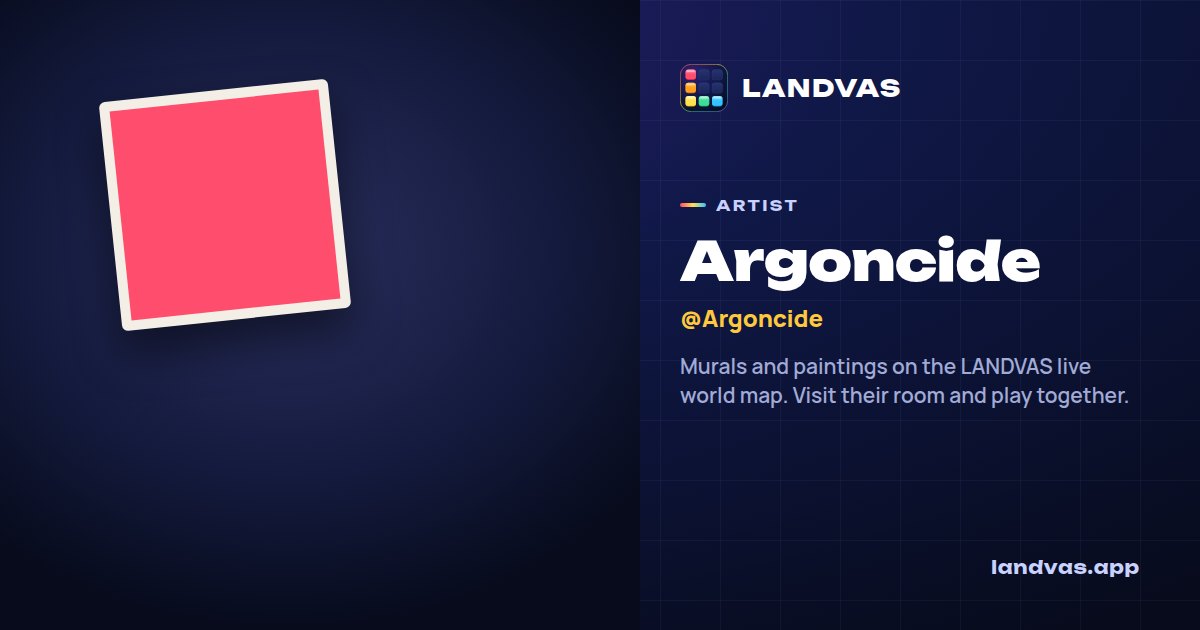 LANDVAS
ARTIST
Argoncide
@Argoncide
Murals and paintings on the LANDVAS live
world map. Visit their room and play together.
landvas.app